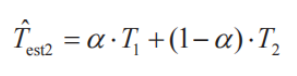 T̂_est2 = α · T_1 + (1 − α) · T_2